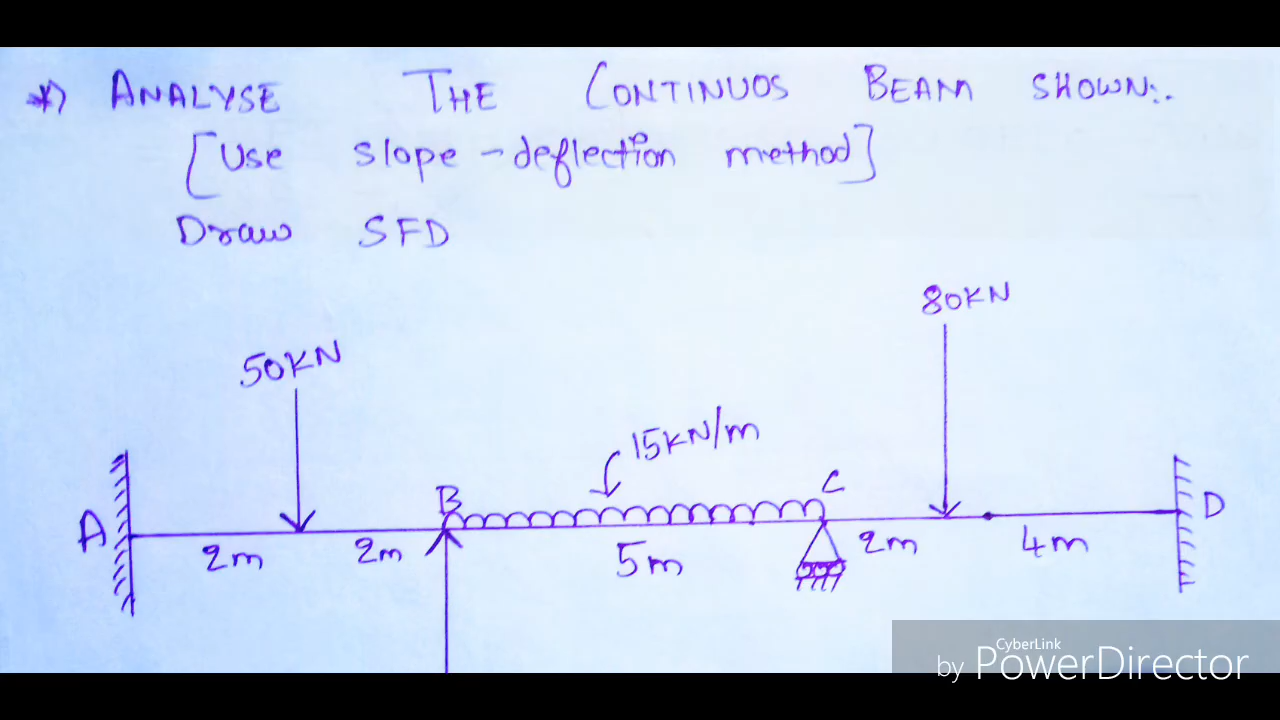 *) ANALYSE THE CONTINUOS BEAM SHOWN:.
[Use slope-deflection method]
Draw SFD
80KN
50KN
15KN/m
A B C D
2m 2m 5m 2m 4m
CyberLink
by PowerDirector